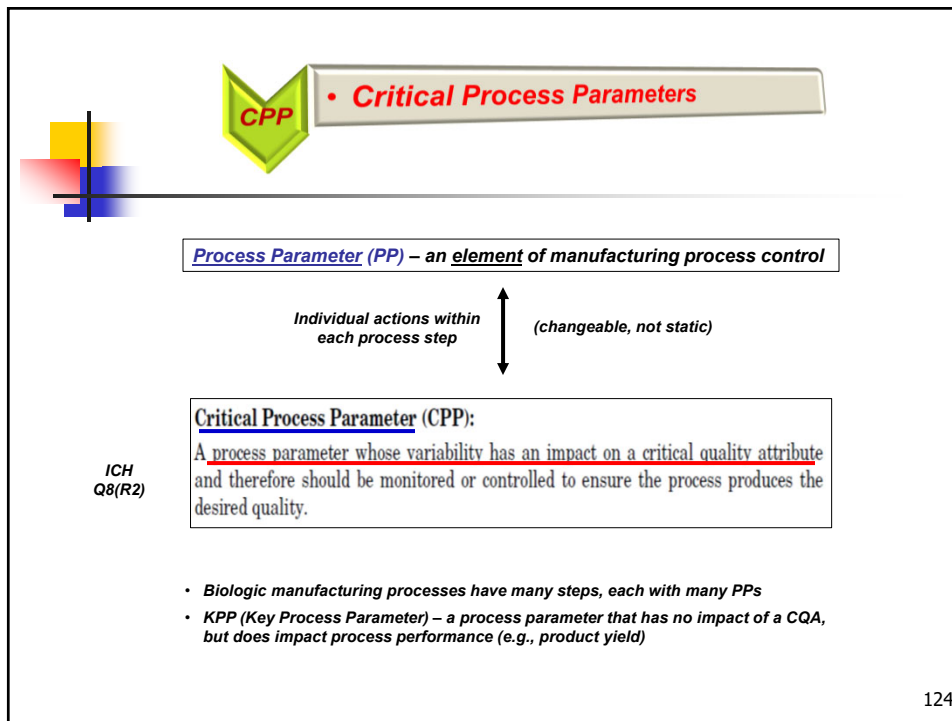 CPP
• Critical Process Parameters
Process Parameter (PP) – an element of manufacturing process control
Individual actions within
each process step
(changeable, not static)
Critical Process Parameter (CPP):
A process parameter whose variability has an impact on a critical quality attribute
and therefore should be monitored or controlled to ensure the process produces the
desired quality.
ICH
Q8(R2)
• Biologic manufacturing processes have many steps, each with many PPs
• KPP (Key Process Parameter) – a process parameter that has no impact of a CQA,
but does impact process performance (e.g., product yield)
124